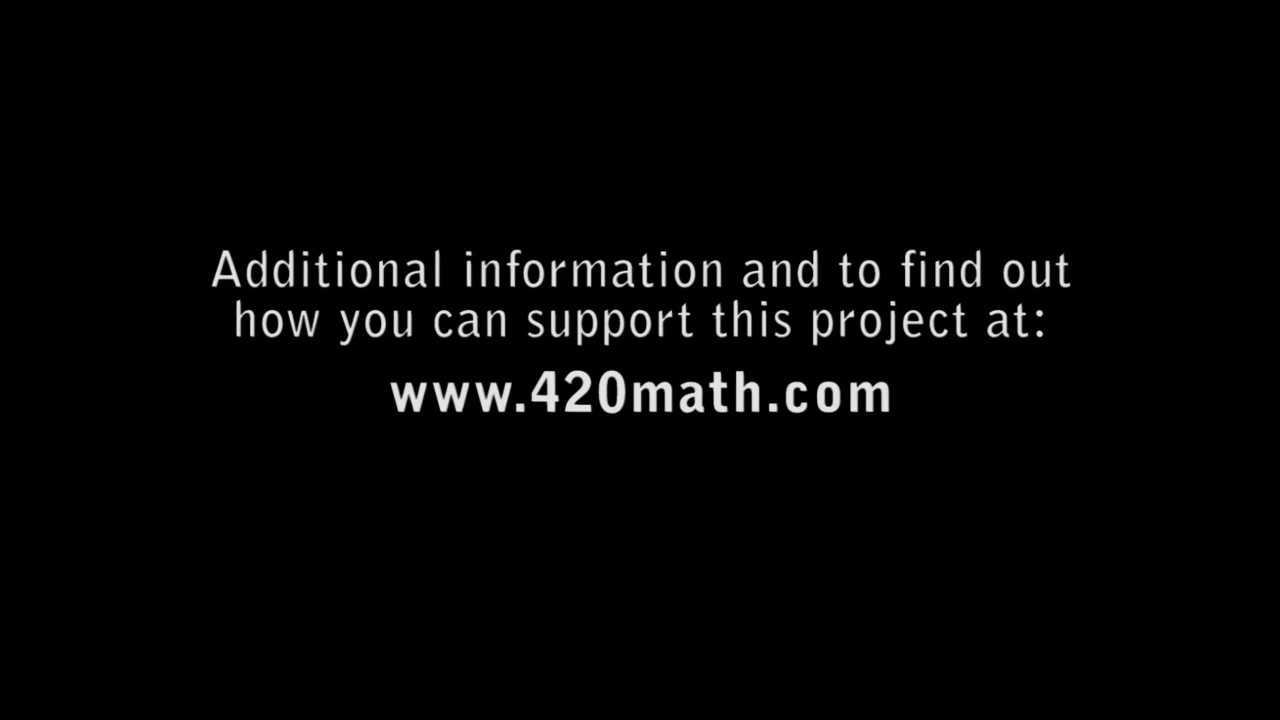 Additional information and to find out
how you can support this project at:
www.420math.com